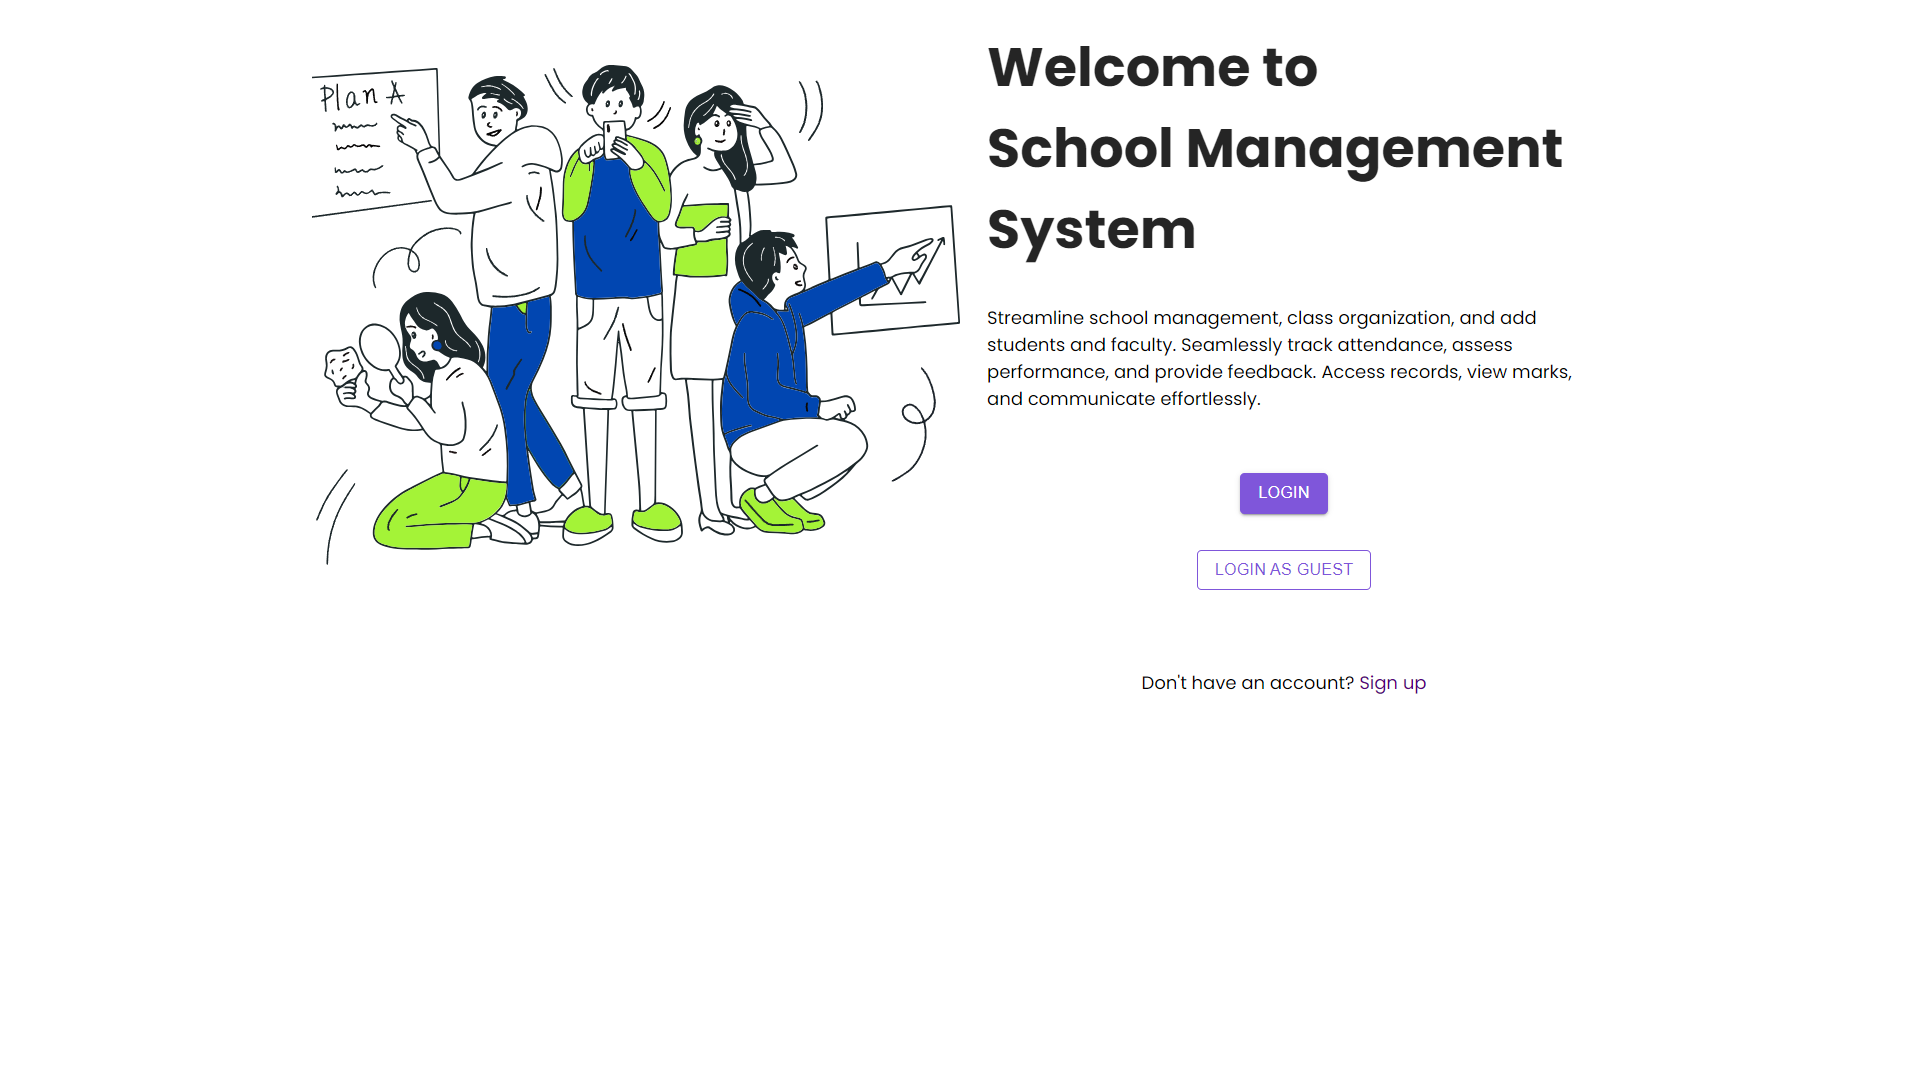 Plan A
Welcome to
School Management
System
Streamline school management, class organization, and add
students and faculty. Seamlessly track attendance, assess
performance, and provide feedback. Access records, view marks,
and communicate effortlessly.
LOGIN
LOGIN AS GUEST
Don't have an account? Sign up